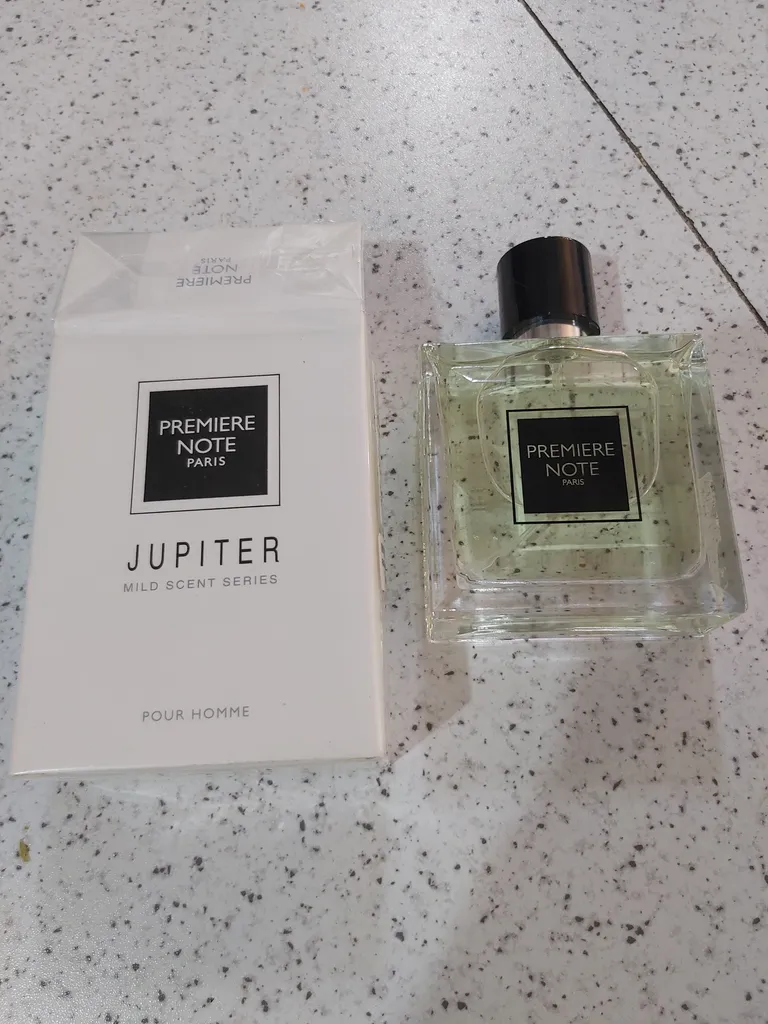 PREMIERE
NOTE
PARIS
PREMIERE
NOTE
PARIS
JUPITER
MILD SCENT SERIES
POUR HOMME
PREMIERE
NOTE
PARIS